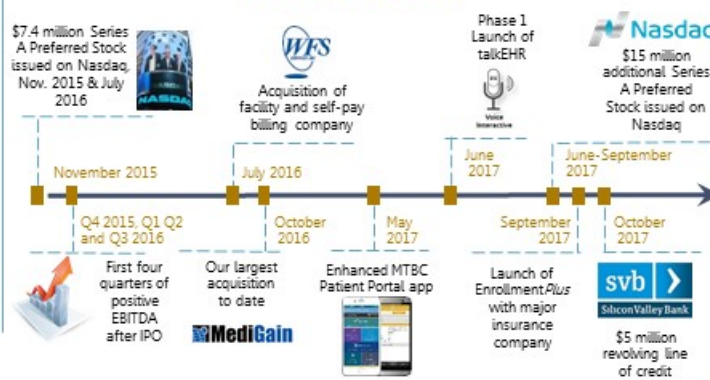 $7.4 million Series
A Preferred Stock
issued on Nasdaq,
Nov. 2015 & July
2016
NASDAQ
WFS
Acquisition of
facility and self-pay
billing company
Phase 1
Launch of
talkEHR
Voice
Interactive
Nasdaq
$15 million
additional Series
A Preferred
Stock issued on
Nasdaq
November 2015
July 2016
June
2017
June-September
2017
Q4 2015, Q1 Q2
and Q3 2016
October
2016
May
2017
September
2017
October
2017
First four
quarters of
positive
EBITDA
after IPO
Our largest
acquisition
to date
MediGain
Enhanced MTBC
Patient Portal app
Launch of
EnrollmentPlus
with major
insurance
company
svb
Silicon Valley Bank
$5 million
revolving line
of credit